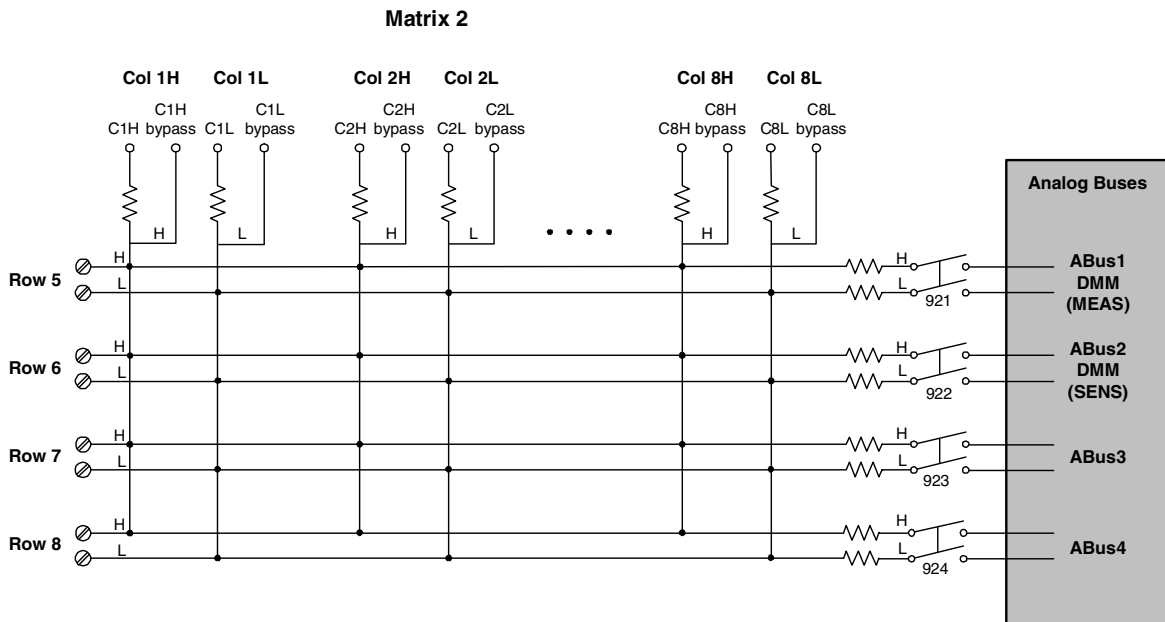 Matrix 2
Col 1H Col 1L Col 2H Col 2L Col 8H Col 8L
C1H C1L C2H C2L C8H C8L
C1H bypass C1L bypass C2H bypass C2L bypass C8H bypass C8L bypass
H L H L H L
Analog Buses
Row 5
H
L
H
L
921
ABus1
DMM
(MEAS)
Row 6
H
L
H
L
922
ABus2
DMM
(SENS)
Row 7
H
L
H
L
923
ABus3
Row 8
H
L
H
L
924
ABus4